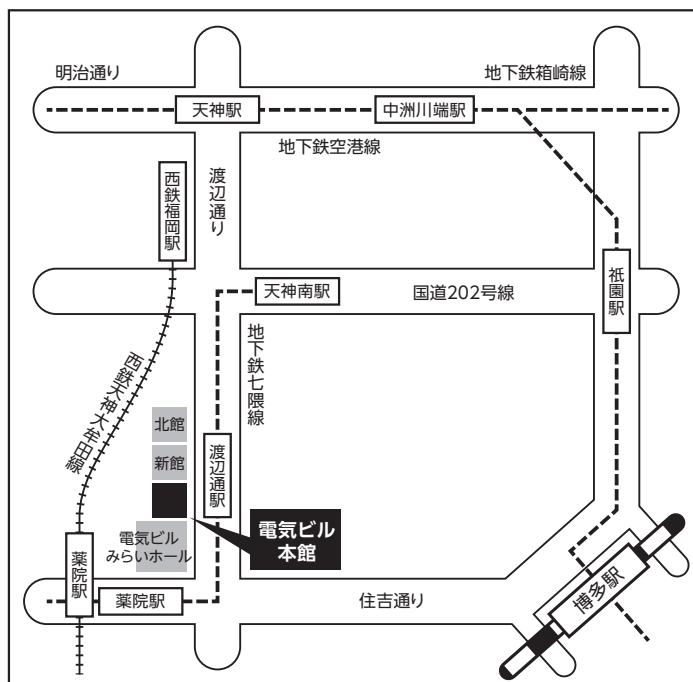 明治通り
地下鉄箱崎線
天神駅
中洲川端駅
地下鉄空港線
西鉄福岡駅
渡辺通り
天神南駅
国道202号線
祇園駅
地下鉄七隈線
西鉄天神大牟田線
北館
新館
渡辺通駅
電気ビル
本館
電気ビル
みらいホール
薬院駅
薬院駅
住吉通り
博多駅